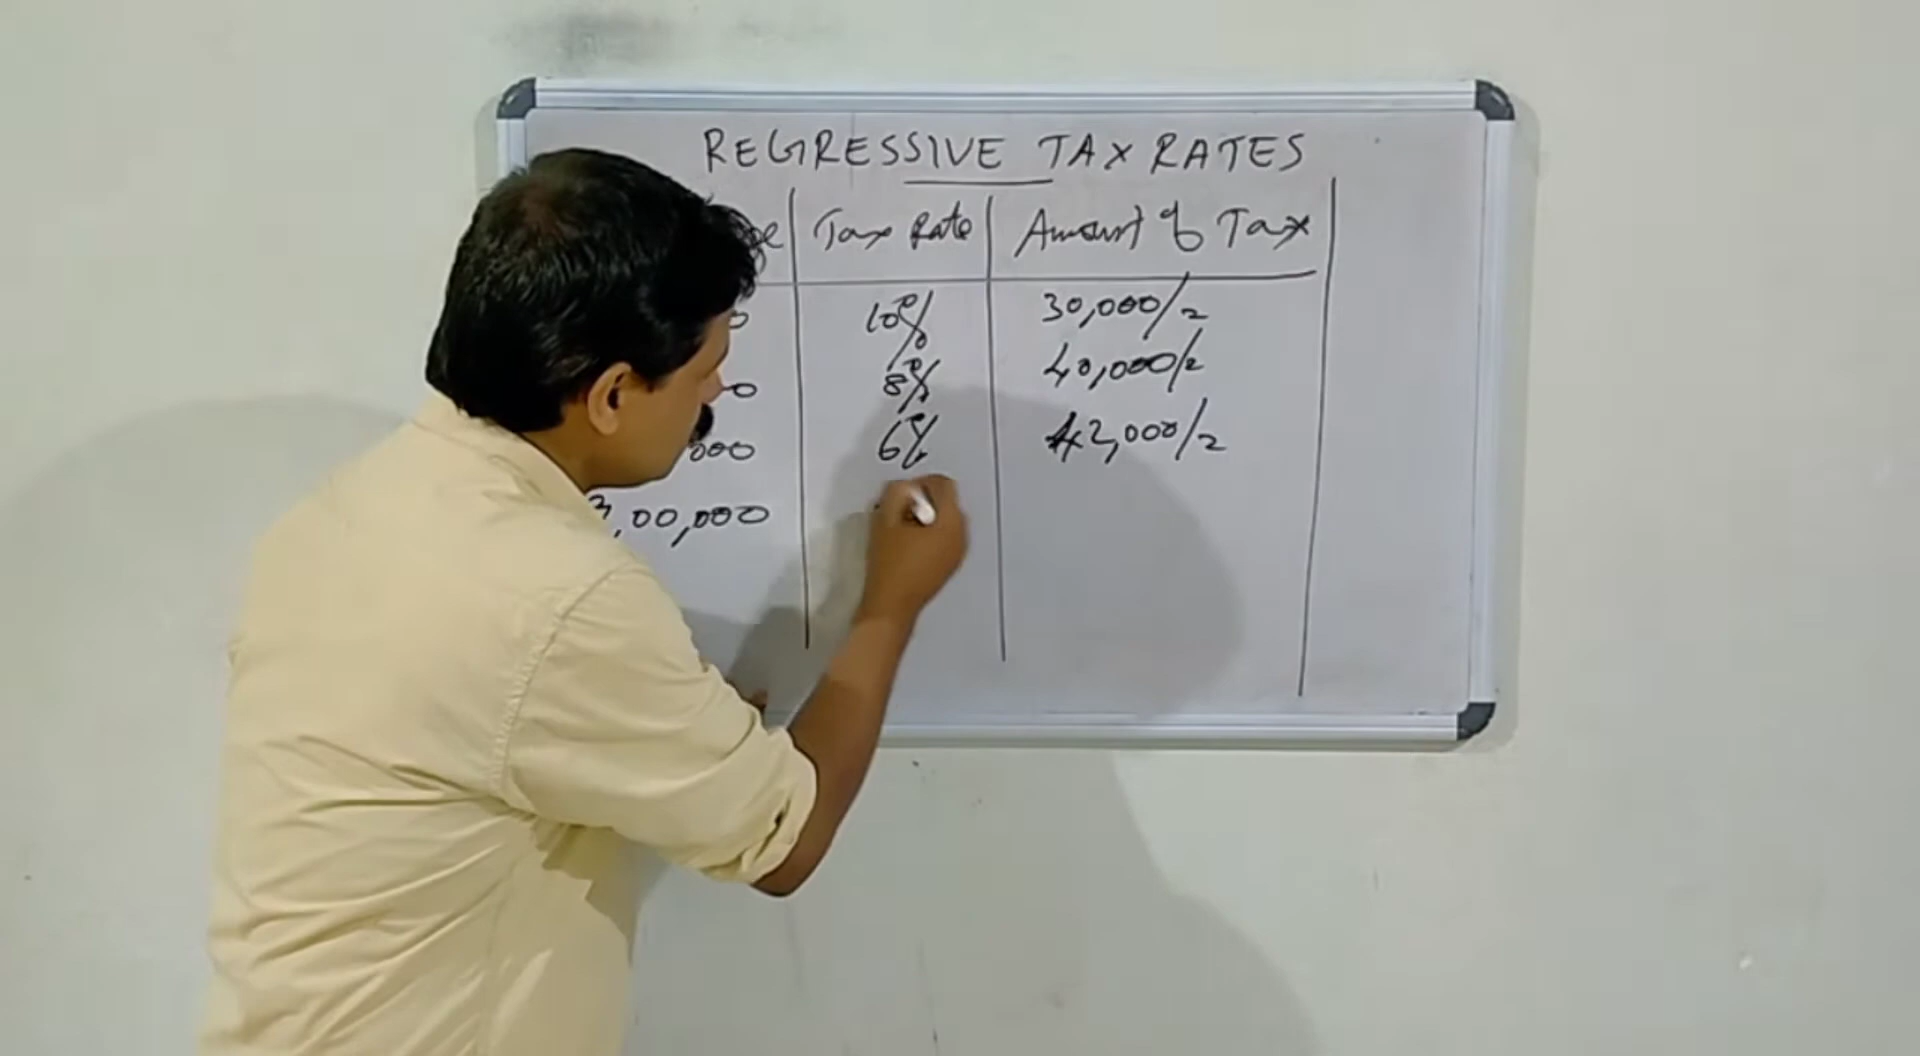 REGRESSIVE TAX RATES
Tax Rate Amount of Tax
10% 30,000/-
8% 40,000/-
6% 42,000/-
,00,000